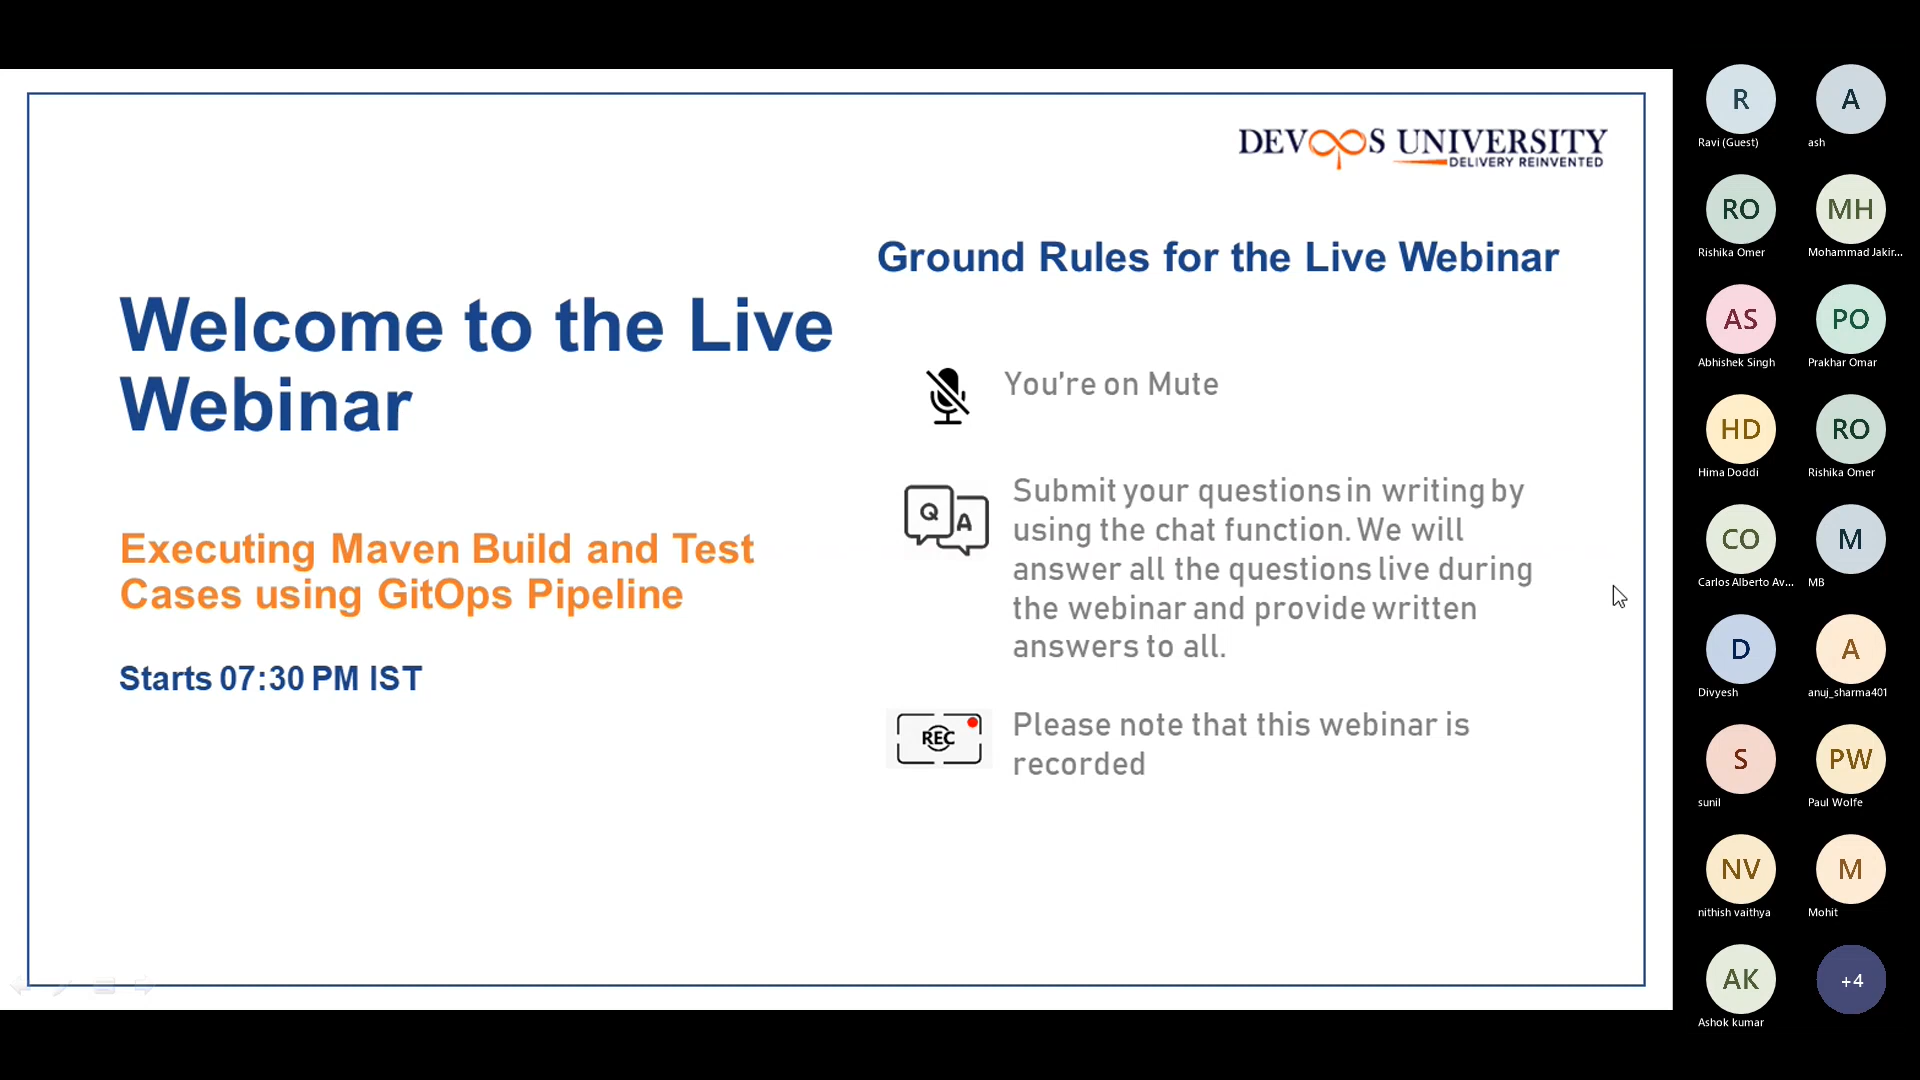 DEVOPS UNIVERSITY
DELIVERY REINVENTED
Ground Rules for the Live Webinar
Welcome to the Live
Webinar
Executing Maven Build and Test
Cases using GitOps Pipeline
Starts 07:30 PM IST
You're on Mute
Q
A
Submit your questions in writing by
using the chat function. We will
answer all the questions live during
the webinar and provide written
answers to all.
REC
Please note that this webinar is
recorded
R
Ravi (Guest)
A
ash
RO
Rishika Omer
MH
Mohammad Jakir...
AS
Abhishek Singh
PO
Prakhar Omar
HD
Hima Doddi
RO
Rishika Omer
CO
Carlos Alberto Av...
M
MB
D
Divyesh
A
anuj_sharma401
S
sunil
PW
Paul Wolfe
NV
nithish vaithya
M
Mohit
AK
Ashok kumar
+4